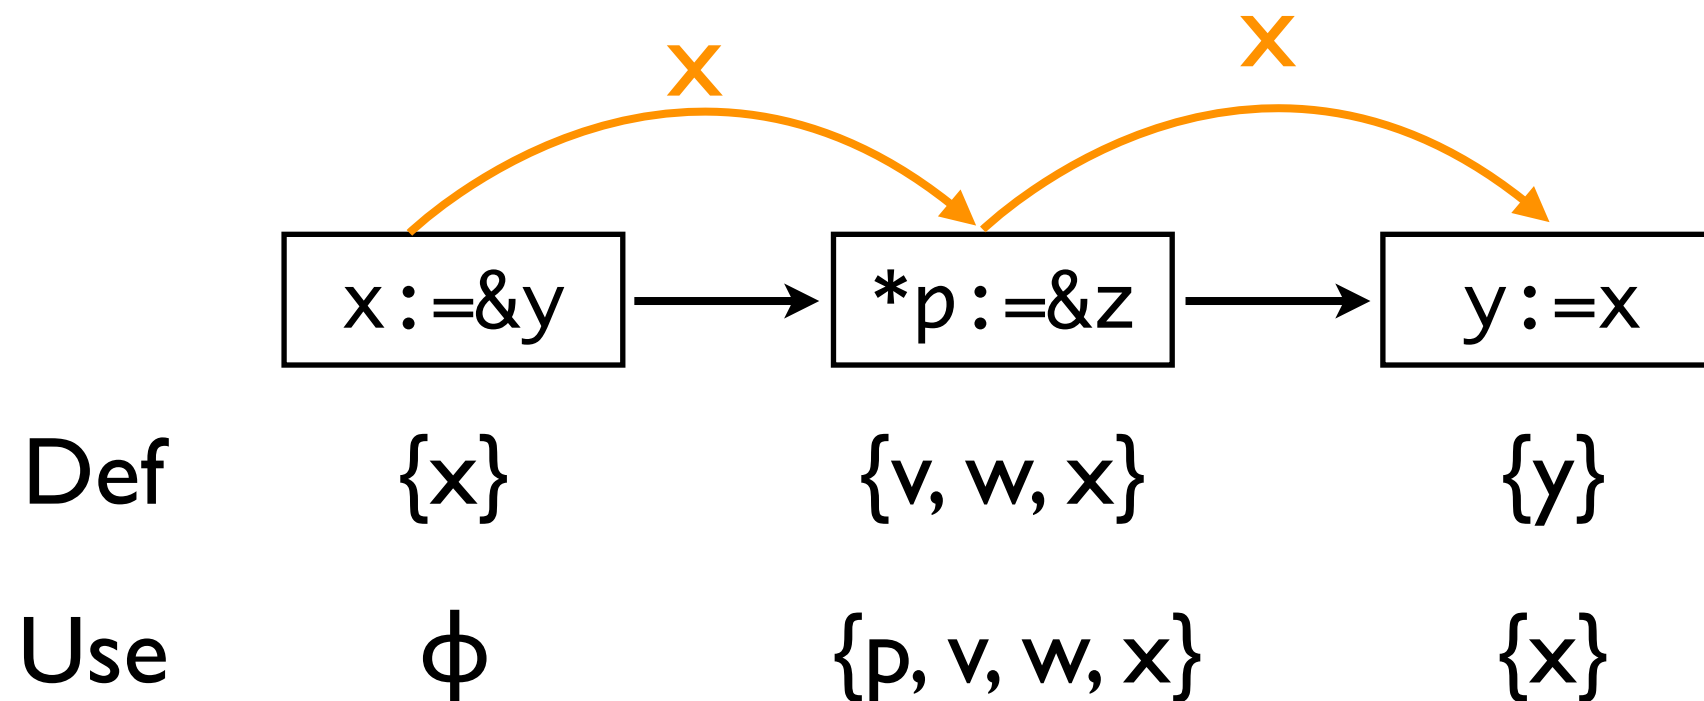 x x
x:=&y *p:=&z y:=x
Def {x} {v, w, x} {y}
Use ϕ {p, v, w, x} {x}